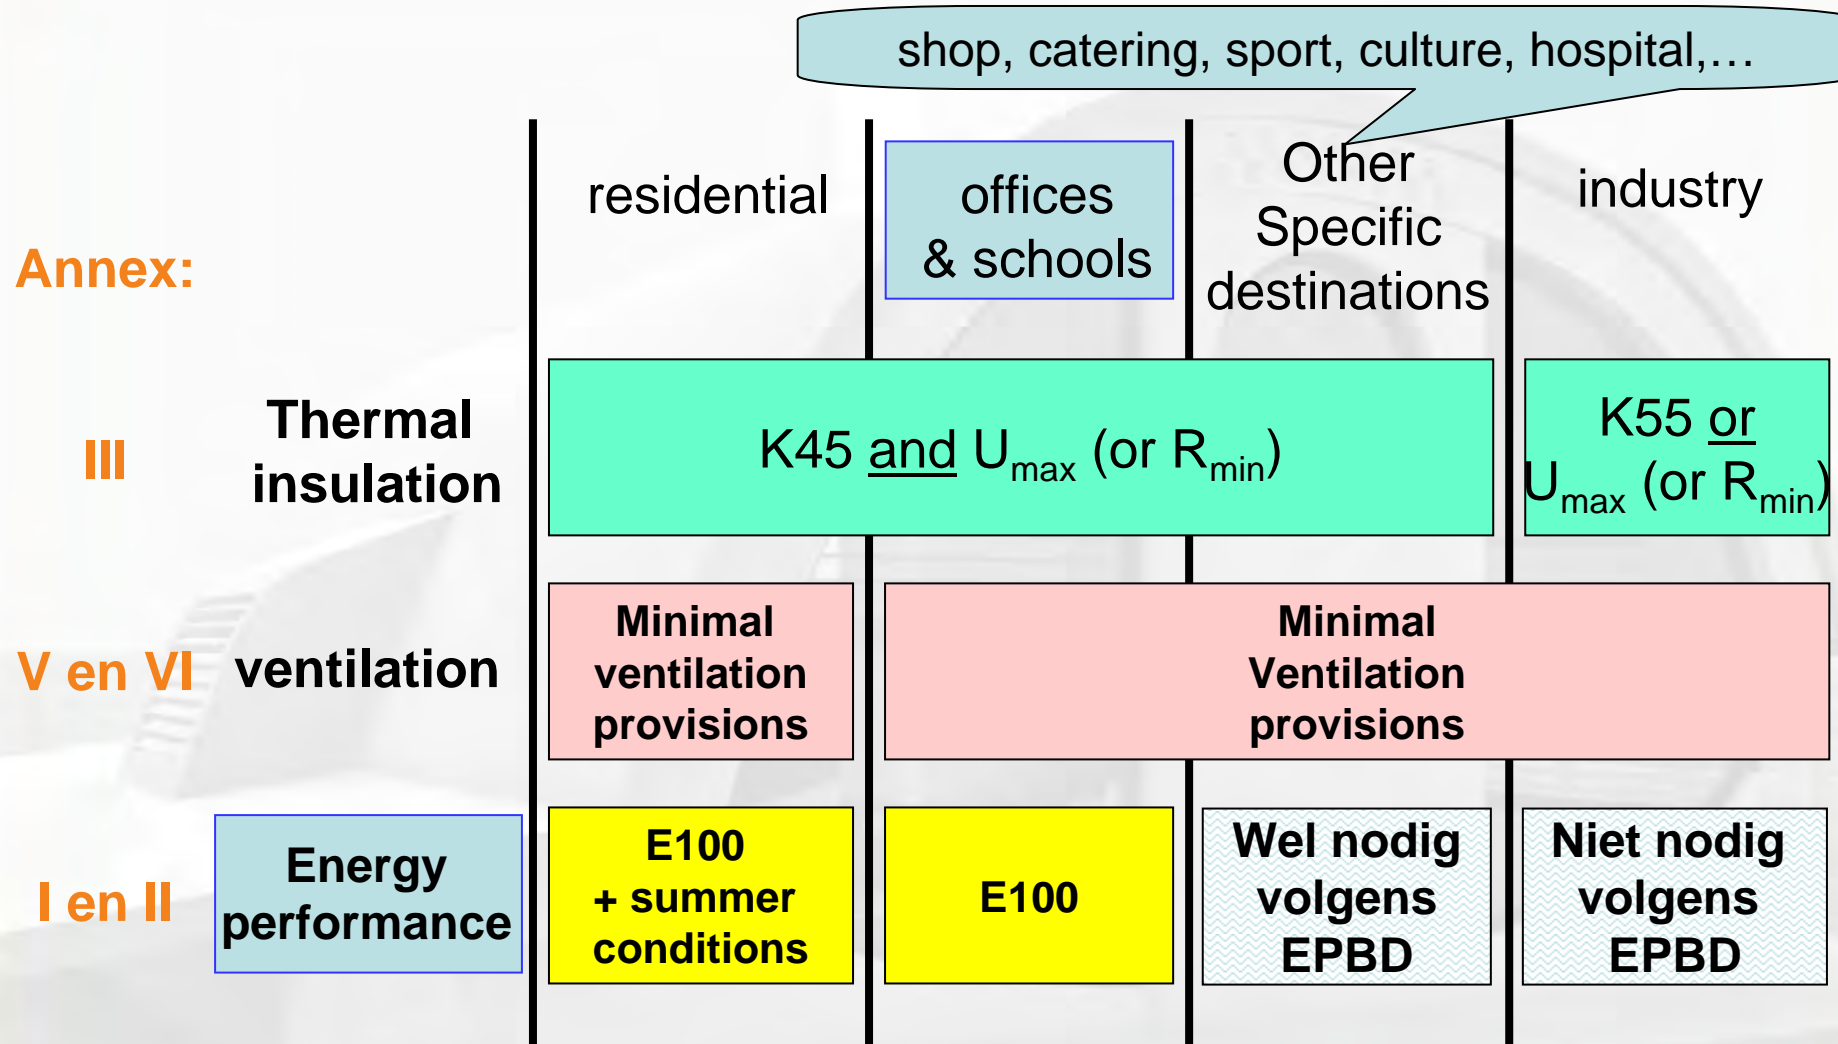 shop, catering, sport, culture, hospital,…
residential
offices
& schools
Other
Specific
destinations
industry
Annex:
III
Thermal
insulation
K45 and Umax (or Rmin)
K55 or
Umax (or Rmin)
V en VI
ventilation
Minimal
ventilation
provisions
Minimal
Ventilation
provisions
I en II
Energy
performance
E100
+ summer
conditions
E100
Wel nodig
volgens
EPBD
Niet nodig
volgens
EPBD